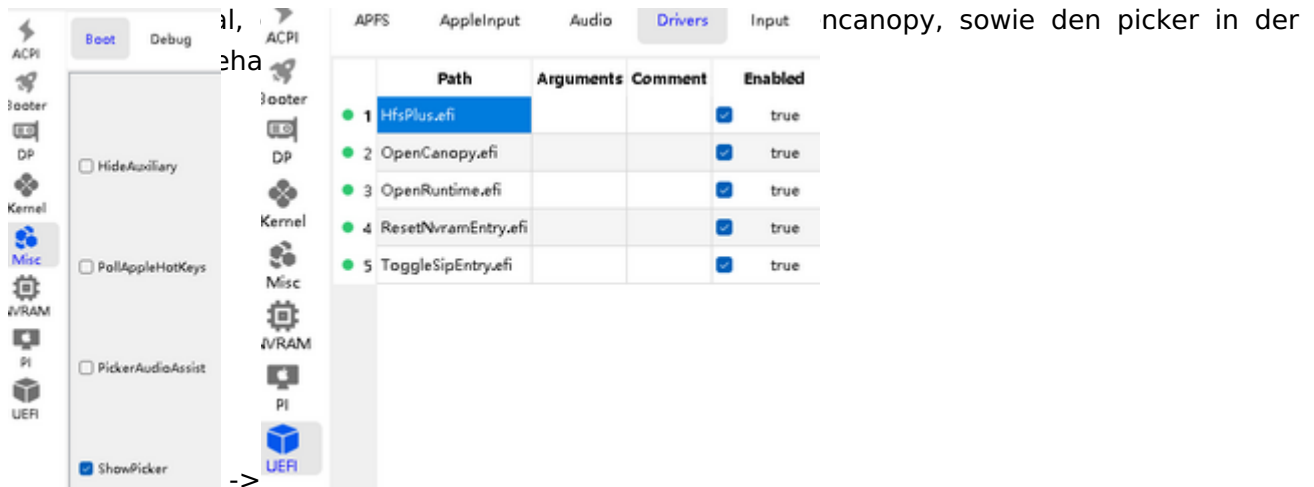 al,
ncanopy, sowie den picker in der
eha
ACPI
Booter
DP
Kernel
Misc
NVRAM
PI
UEFI
Boot Debug
HideAuxiliary
PollAppleHotKeys
PickerAudioAssist
ShowPicker
->
ACPI
Booter
DP
Kernel
Misc
NVRAM
PI
UEFI
APFS AppleInput Audio Drivers Input
Path Arguments Comment Enabled
1 HfsPlus.efi true
2 OpenCanopy.efi true
3 OpenRuntime.efi true
4 ResetNvramEntry.efi true
5 ToggleSipEntry.efi true